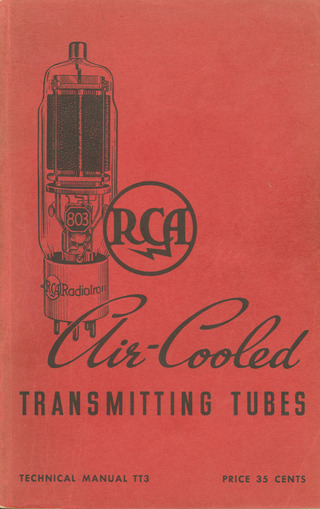 803
RCA
RCA Radiotron
Air-Cooled
TRANSMITTING TUBES
TECHNICAL MANUAL TT3
PRICE 35 CENTS